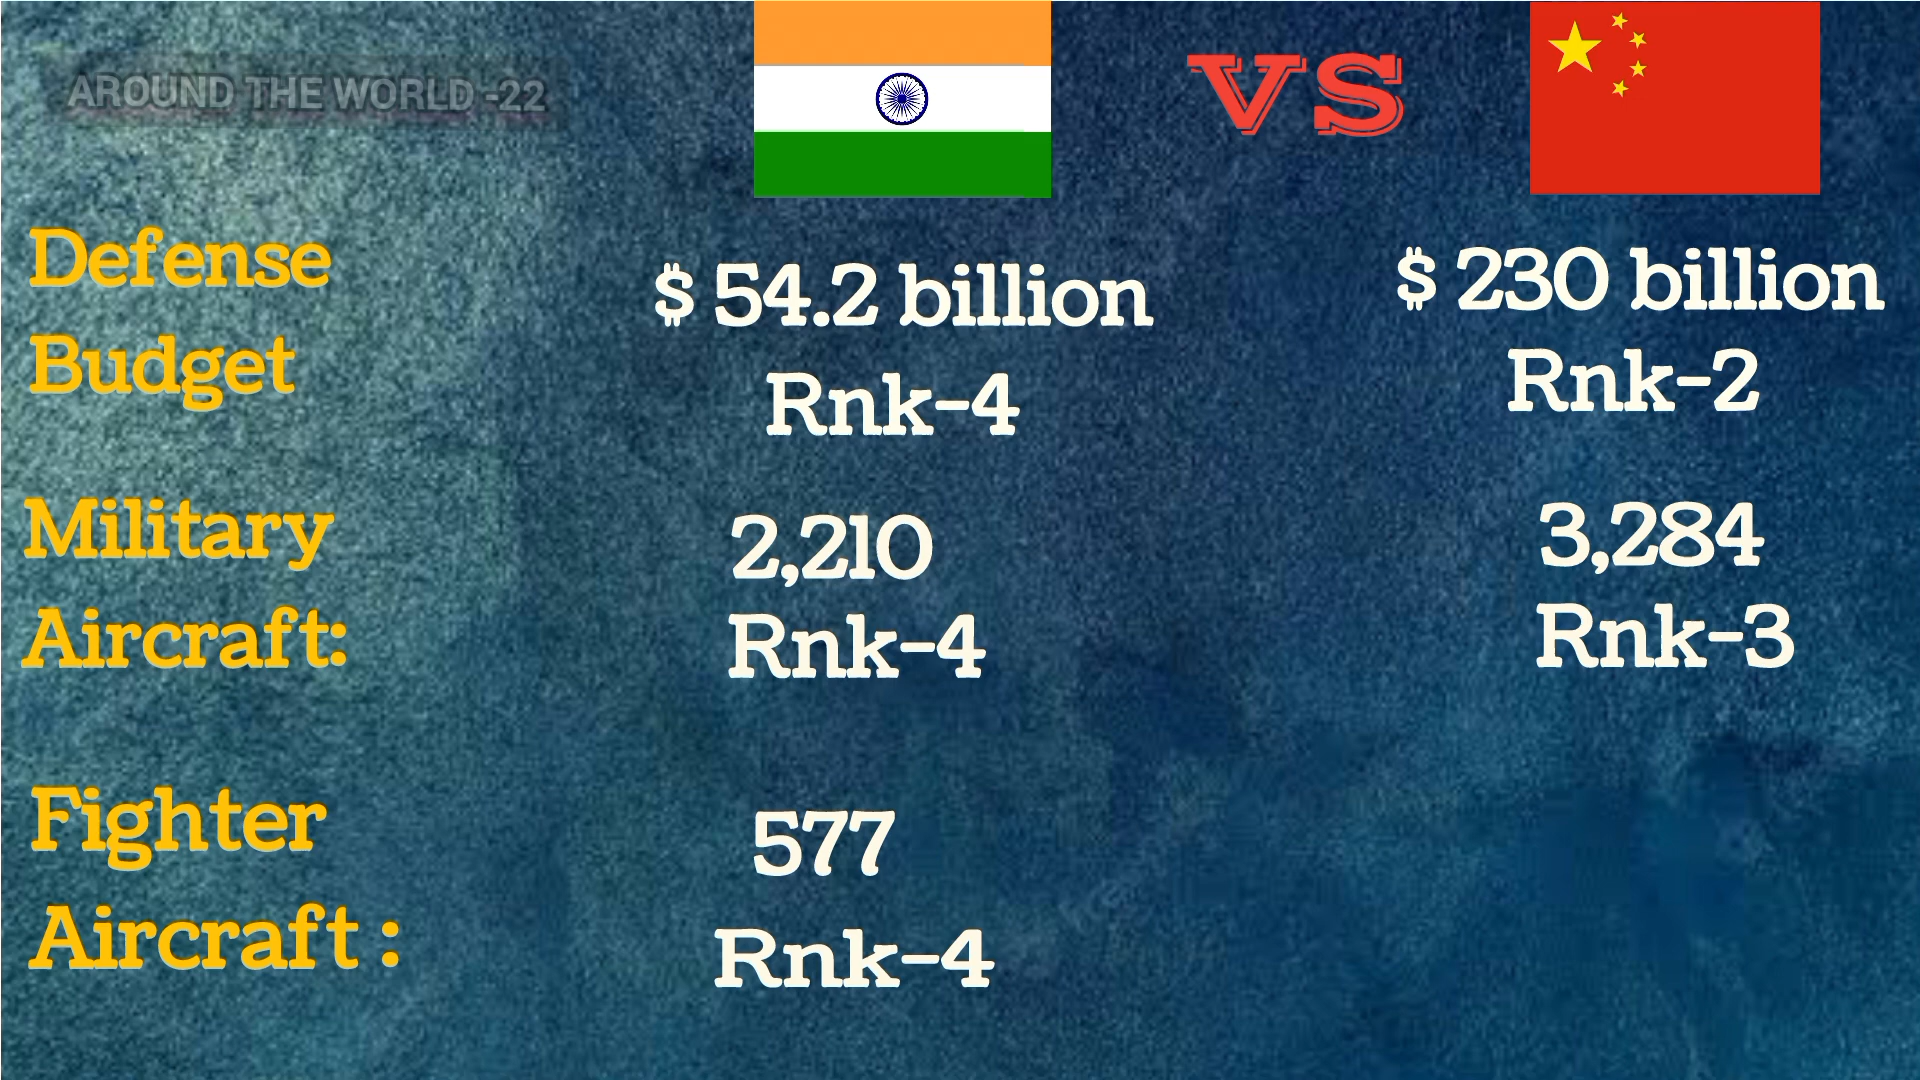 AROUND THE WORLD -22
VS
Defense
Budget
$ 54.2 billion
Rnk-4
$ 230 billion
Rnk-2
Military
Aircraft:
2,210
Rnk-4
3,284
Rnk-3
Fighter
Aircraft :
577
Rnk-4